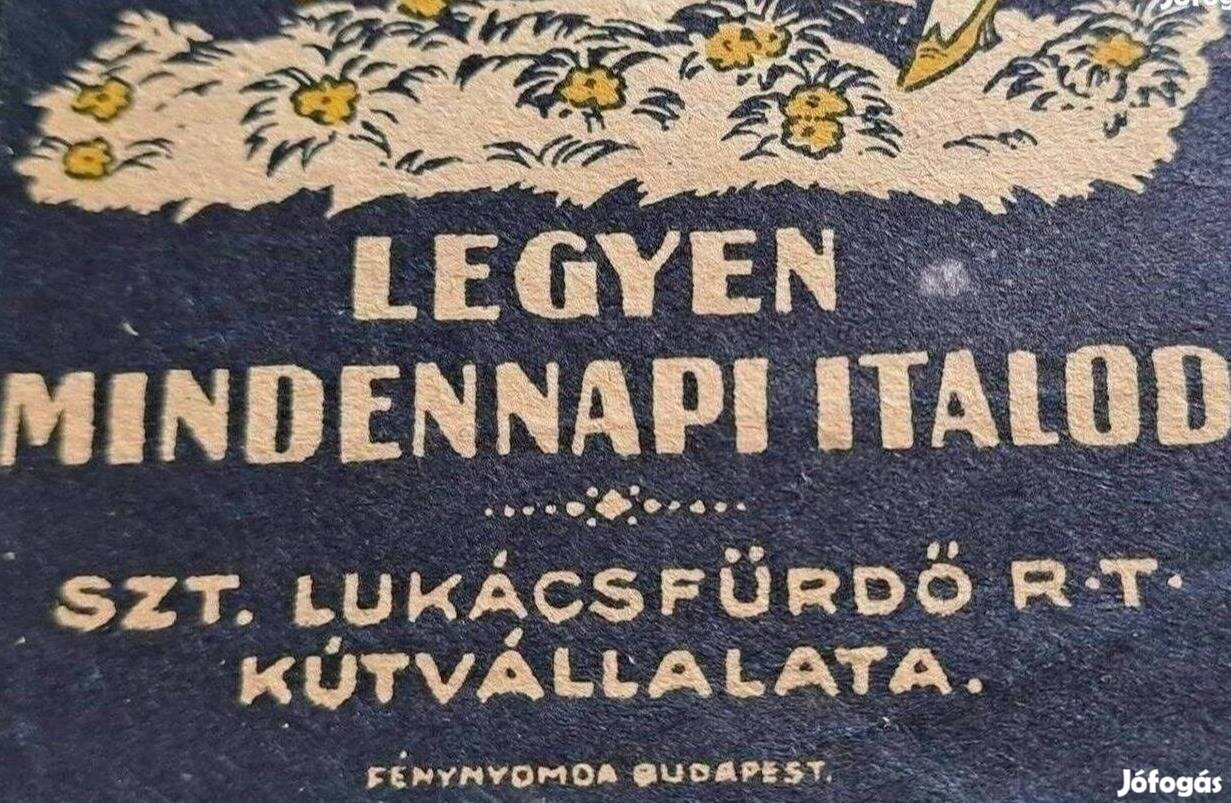 LEGYEN
MINDENNAPI ITALOD
SZT. LUKÁCSFÜRDŐ R.T.
KÚTVÁLLALATA.
FÉNYNYOMDA BUDAPEST.
Jófogás